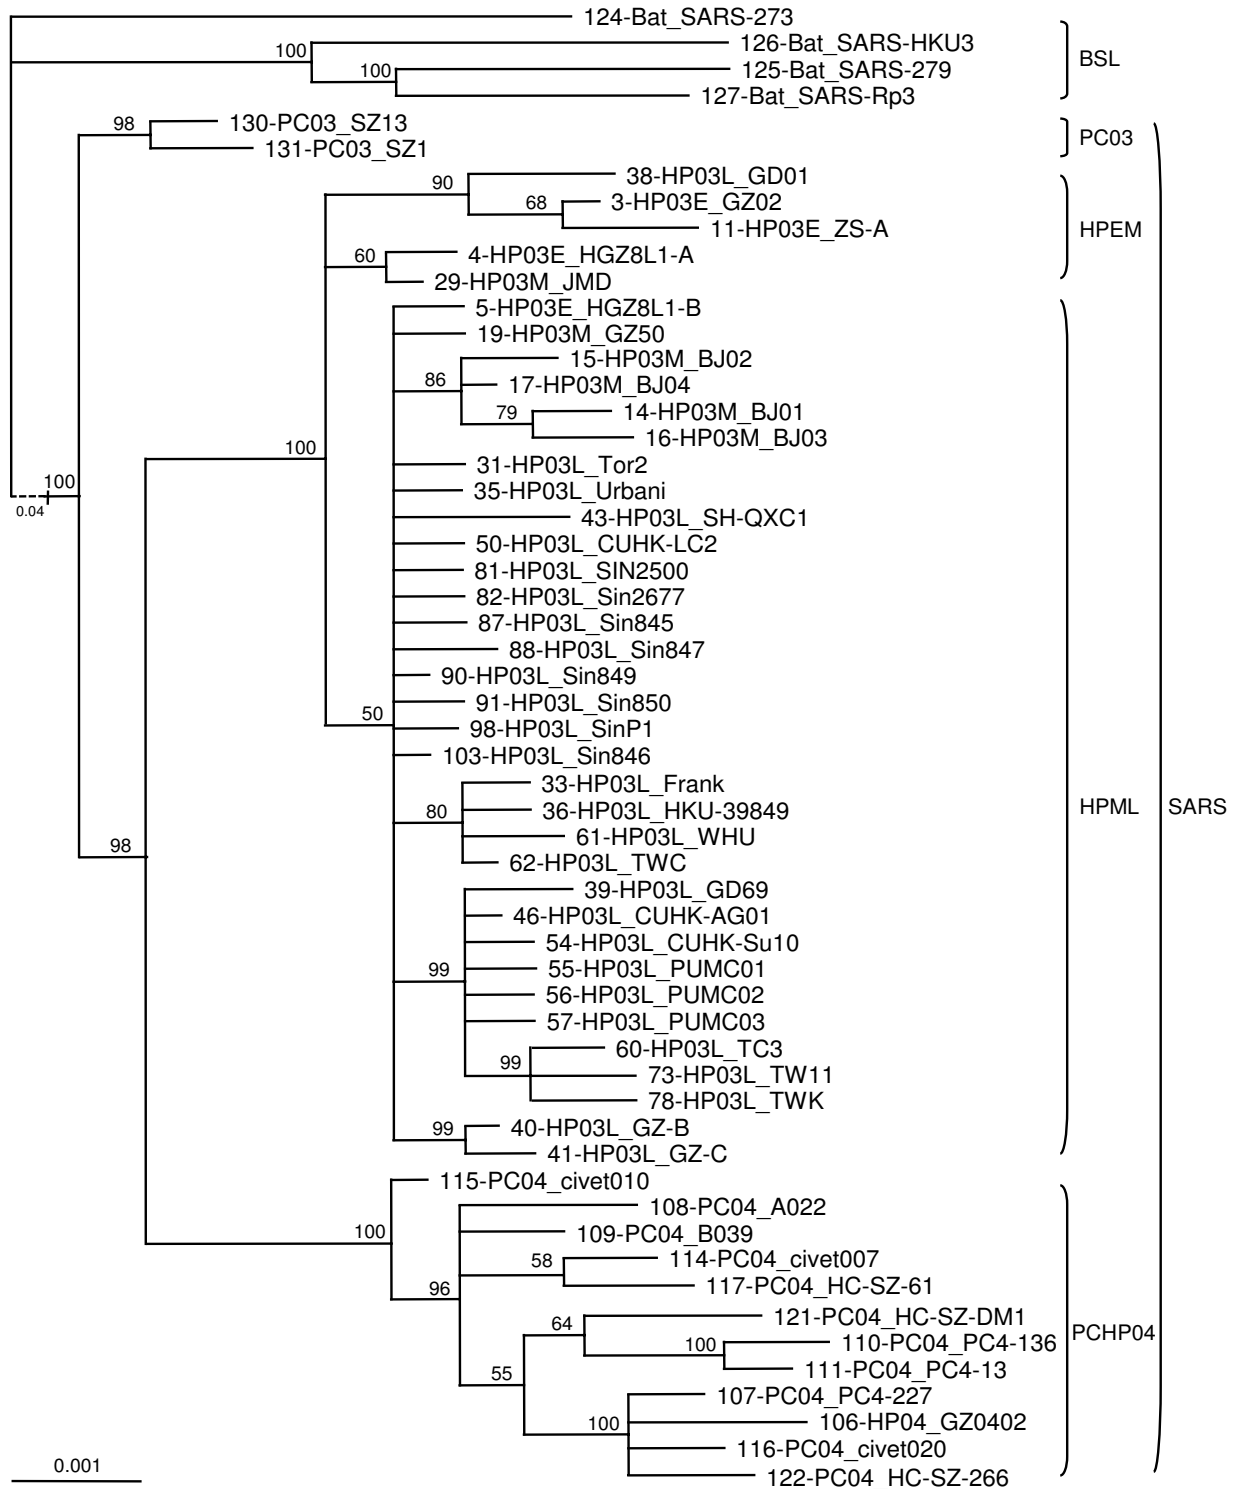 124-Bat_SARS-273
126-Bat_SARS-HKU3
100
BSL
125-Bat_SARS-279
100
127-Bat_SARS-Rp3
130-PC03_SZ13
98
PC03
131-PC03_SZ1
38-HP03L_GD01
90
3-HP03E_GZ02
68
11-HP03E_ZS-A
HPEM
4-HP03E_HGZ8L1-A
60
29-HP03M_JMD
5-HP03E_HGZ8L1-B
19-HP03M_GZ50
15-HP03M_BJ02
86
17-HP03M_BJ04
14-HP03M_BJ01
79
16-HP03M_BJ03
100
31-HP03L_Tor2
100
35-HP03L_Urbani
0.04
43-HP03L_SH-QXC1
50-HP03L_CUHK-LC2
81-HP03L_SIN2500
82-HP03L_Sin2677
87-HP03L_Sin845
88-HP03L_Sin847
90-HP03L_Sin849
91-HP03L_Sin850
50
98-HP03L_SinP1
103-HP03L_Sin846
33-HP03L_Frank
36-HP03L_HKU-39849
80
HPML
SARS
61-HP03L_WHU
98
62-HP03L_TWC
39-HP03L_GD69
46-HP03L_CUHK-AG01
54-HP03L_CUHK-Su10
99
55-HP03L_PUMC01
56-HP03L_PUMC02
57-HP03L_PUMC03
60-HP03L_TC3
99
73-HP03L_TW11
78-HP03L_TWK
99
40-HP03L_GZ-B
41-HP03L_GZ-C
115-PC04_civet010
108-PC04_A022
100
109-PC04_B039
114-PC04_civet007
58
117-PC04_HC-SZ-61
96
121-PC04_HC-SZ-DM1
64
PCHP04
110-PC04_PC4-136
100
111-PC04_PC4-13
55
107-PC04_PC4-227
100
106-HP04_GZ0402
116-PC04_civet020
0.001
122-PC04_HC-SZ-266